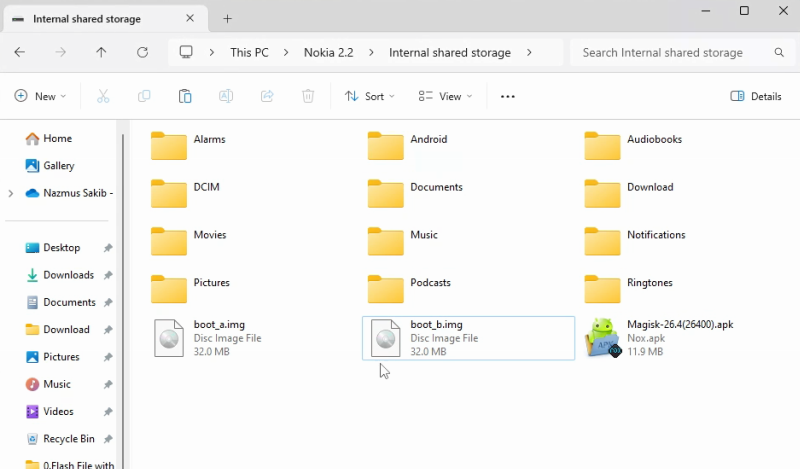 Internal shared storage
This PC > Nokia 2.2 > Internal shared storage >
Search Internal shared storage
New
Sort
View
Details
Home
Gallery
Nazmus Sakib -
Desktop
Downloads
Documents
Download
Pictures
Music
Videos
Recycle Bin
0.Flash File with
Alarms
Android
Audiobooks
DCIM
Documents
Download
Movies
Music
Notifications
Pictures
Podcasts
Ringtones
boot_a.img
Disc Image File
32.0 MB
boot_b.img
Disc Image File
32.0 MB
Magisk-26.4(26400).apk
Nox.apk
11.9 MB